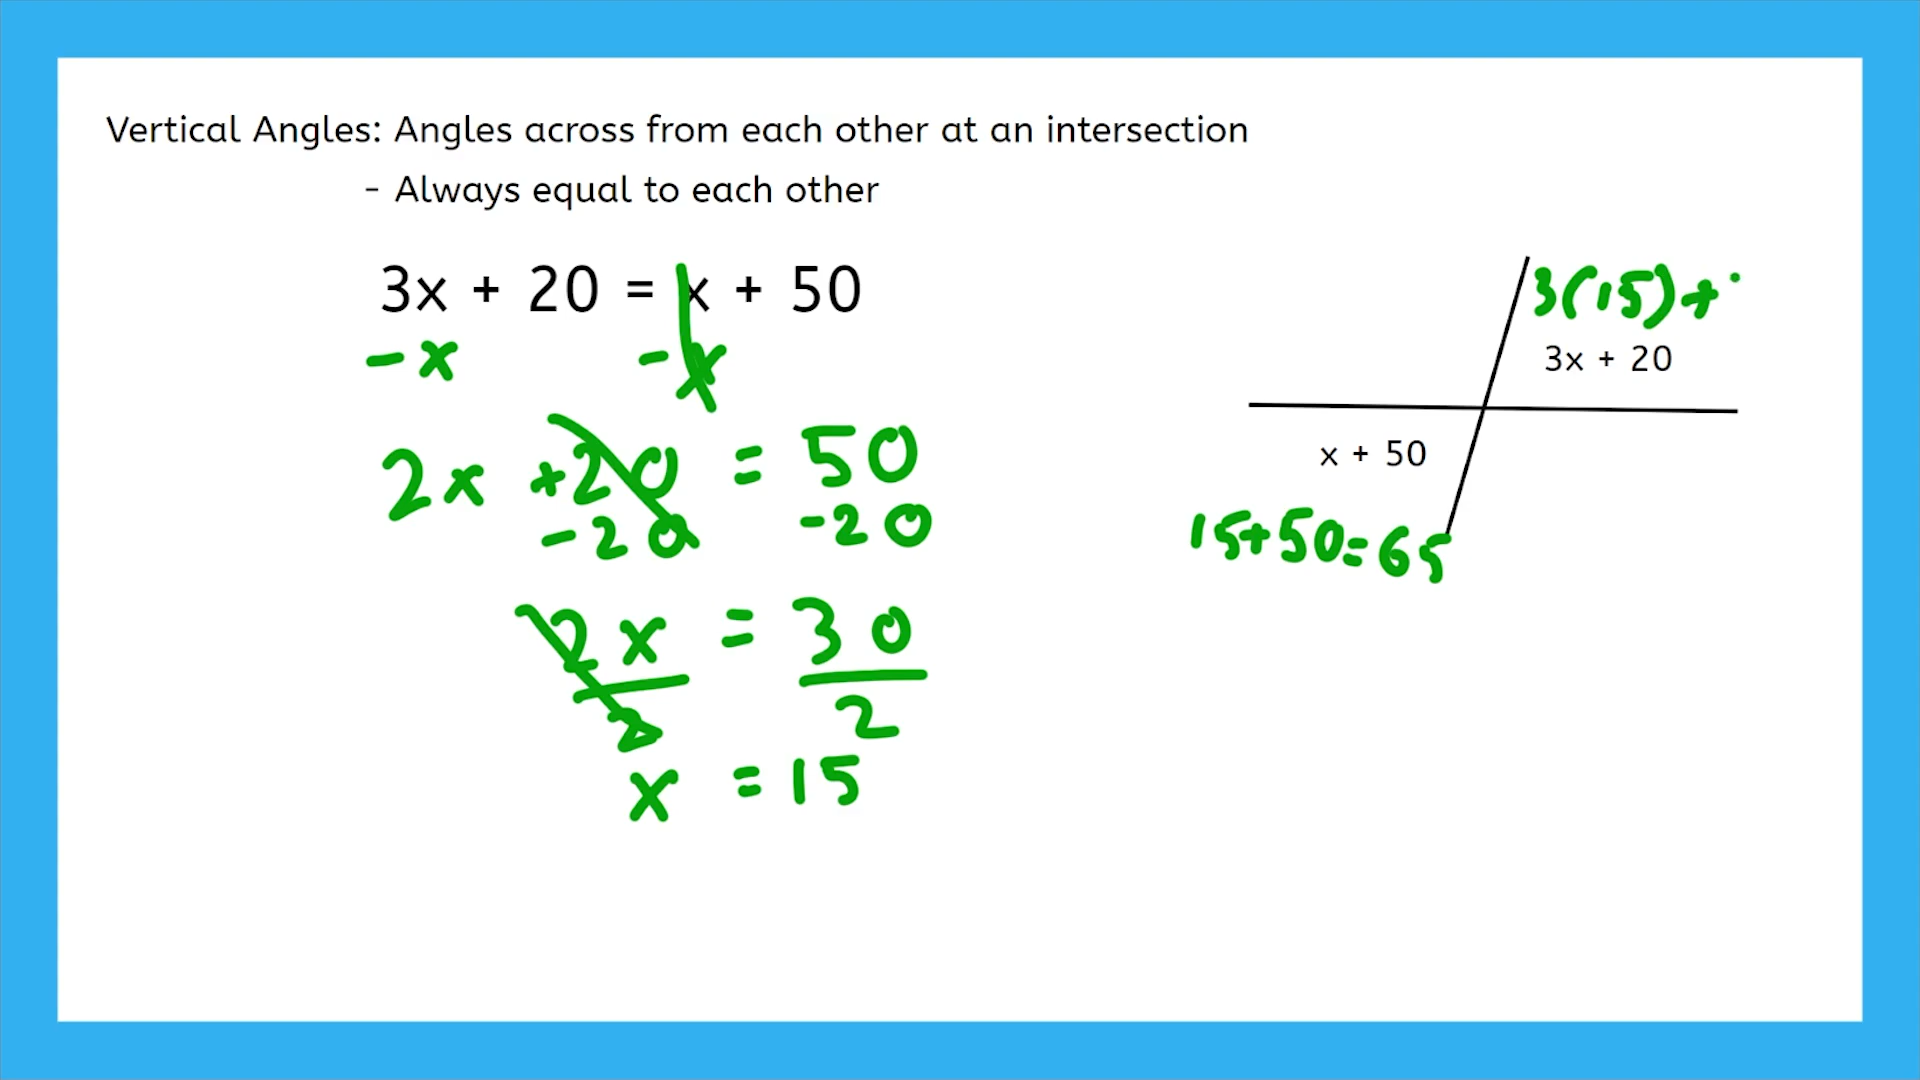 Vertical Angles: Angles across from each other at an intersection
- Always equal to each other
3x + 20 = x + 50
-x -x
2x +20 = 50
-20 -20
2x = 30
2 2
x = 15
3(15)+
3x + 20
x + 50
15+50=65